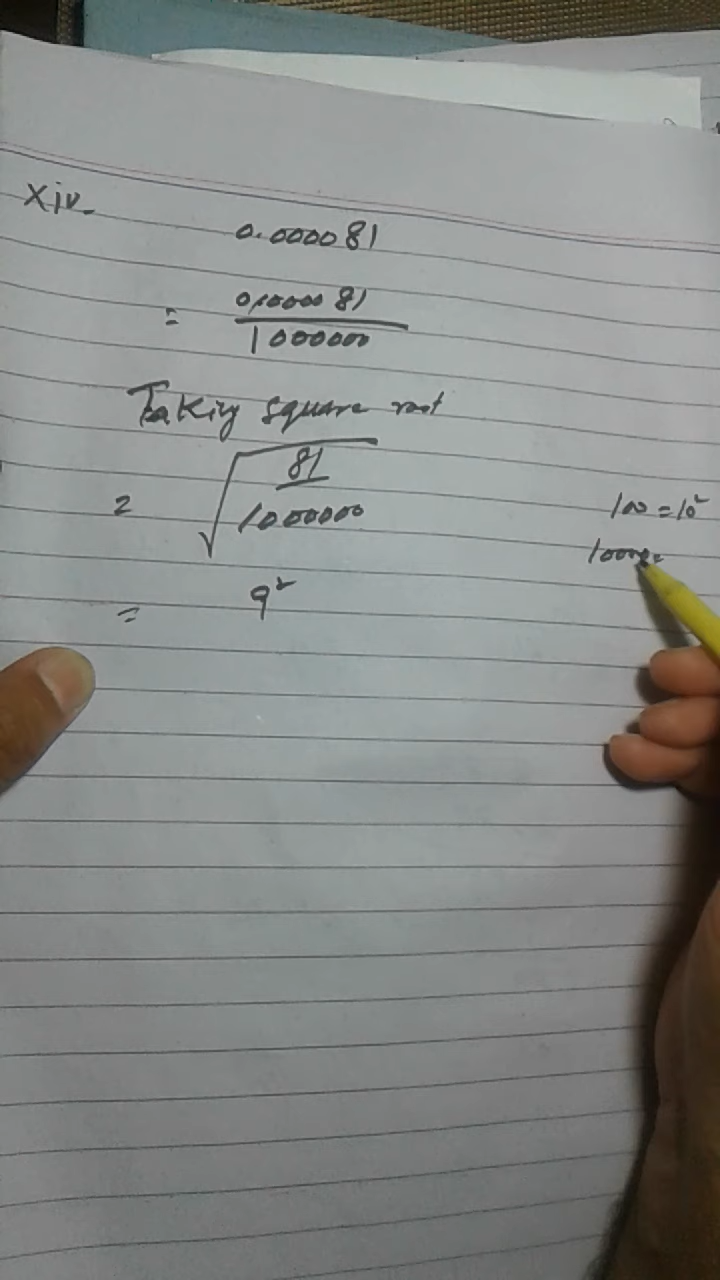 xiv.
0.000081
= 0,000081
1000000
Taking square root
= 81
1000000
100 = 10²
= 9²